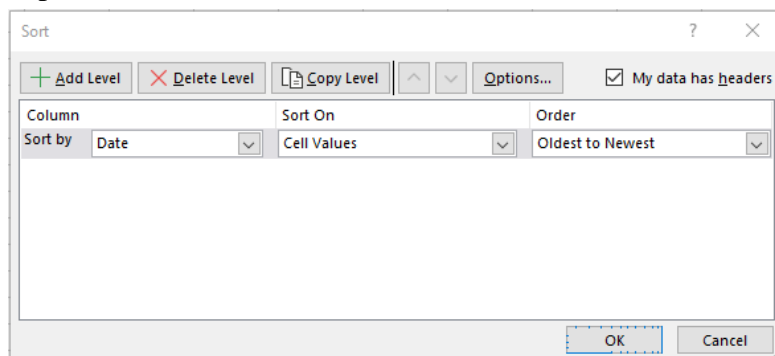 Sort ?
Add Level Delete Level Copy Level Options... My data has headers
Column Sort On Order
Sort by Date Cell Values Oldest to Newest
OK Cancel